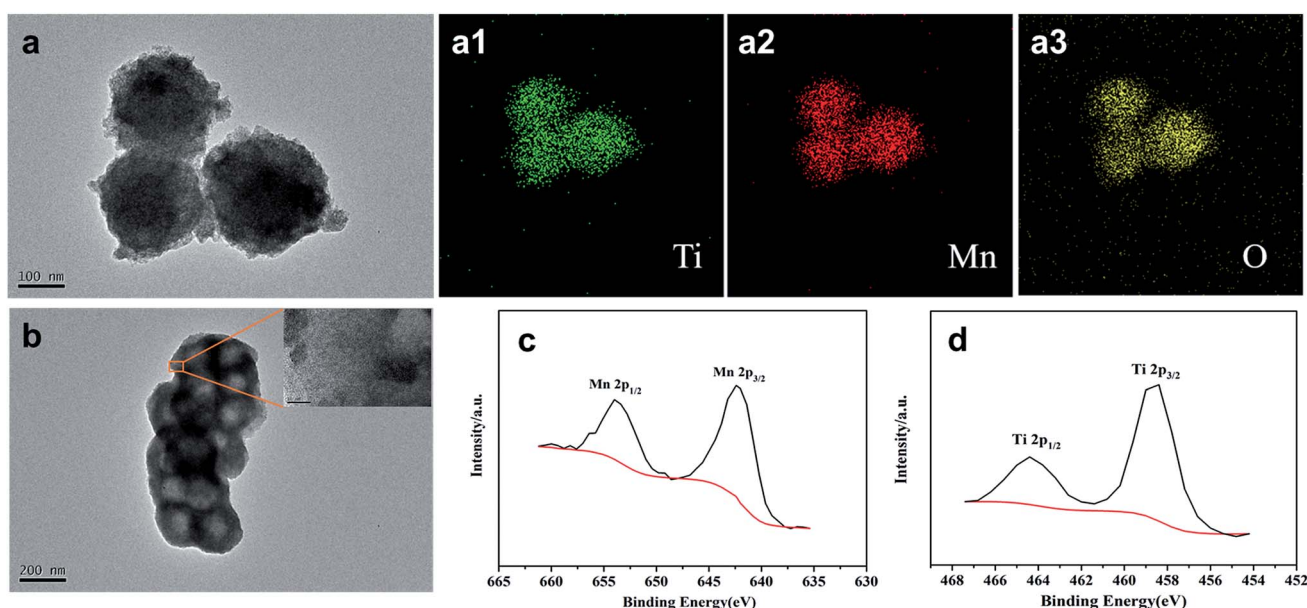 a
100 nm
a1
Ti
a2
Mn
a3
O
b
200 nm
c
Mn 2p1/2
Mn 2p3/2
Intensity/a.u.
665 660 655 650 645 640 635 630
Binding Energy(eV)
d
Ti 2p1/2
Ti 2p3/2
Intensity/a.u.
468 466 464 462 460 458 456 454 452
Binding Energy(eV)